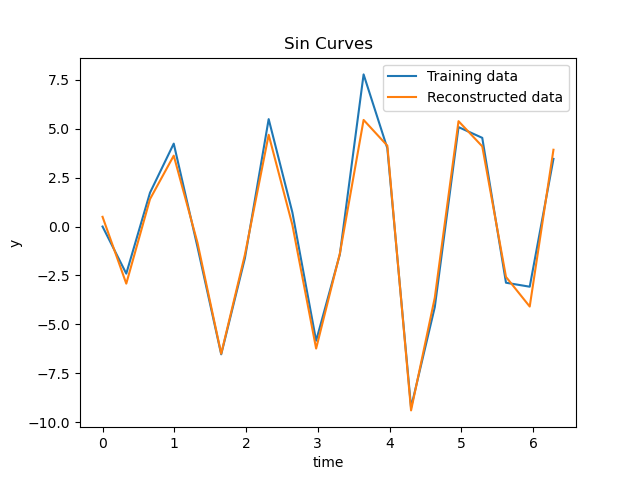 Sin Curves
Training data
Reconstructed data
7.5
5.0
2.5
0.0
−2.5
−5.0
−7.5
−10.0
y
0 1 2 3 4 5 6
time